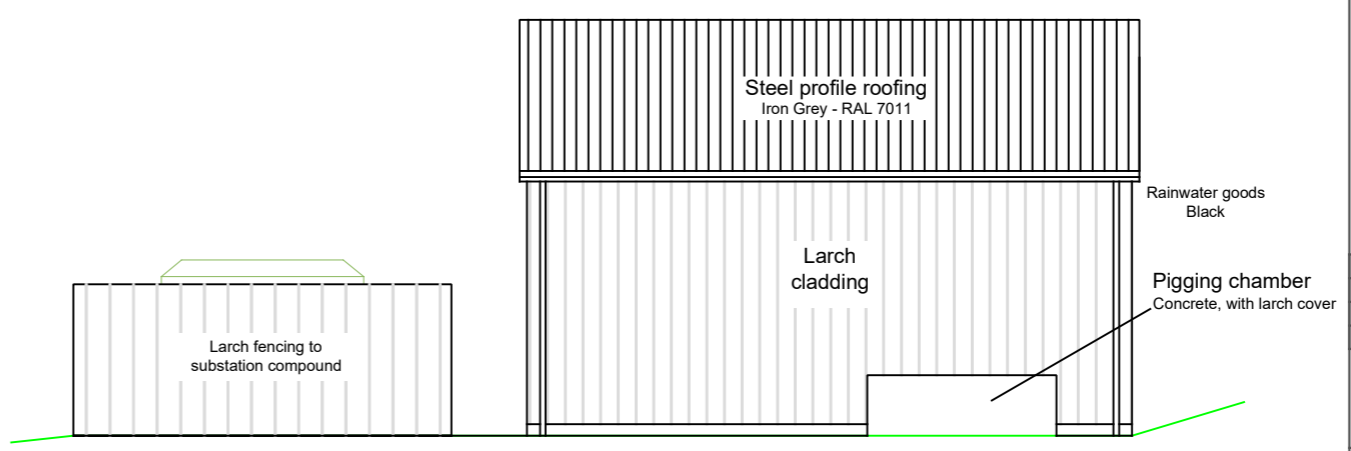 Steel profile roofing
Iron Grey - RAL 7011
Rainwater goods
Black
Larch
cladding
Pigging chamber
Concrete, with larch cover
Larch fencing to
substation compound